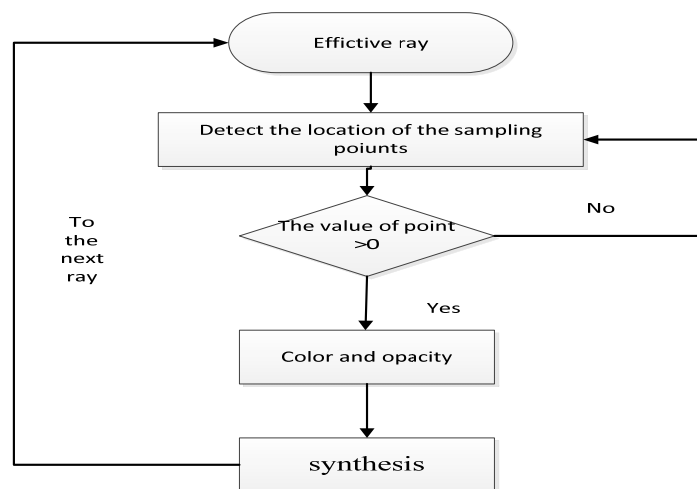 Effictive ray
Detect the location of the sampling
poiunts
The value of point
>0
No
To
the
next
ray
Yes
Color and opacity
synthesis